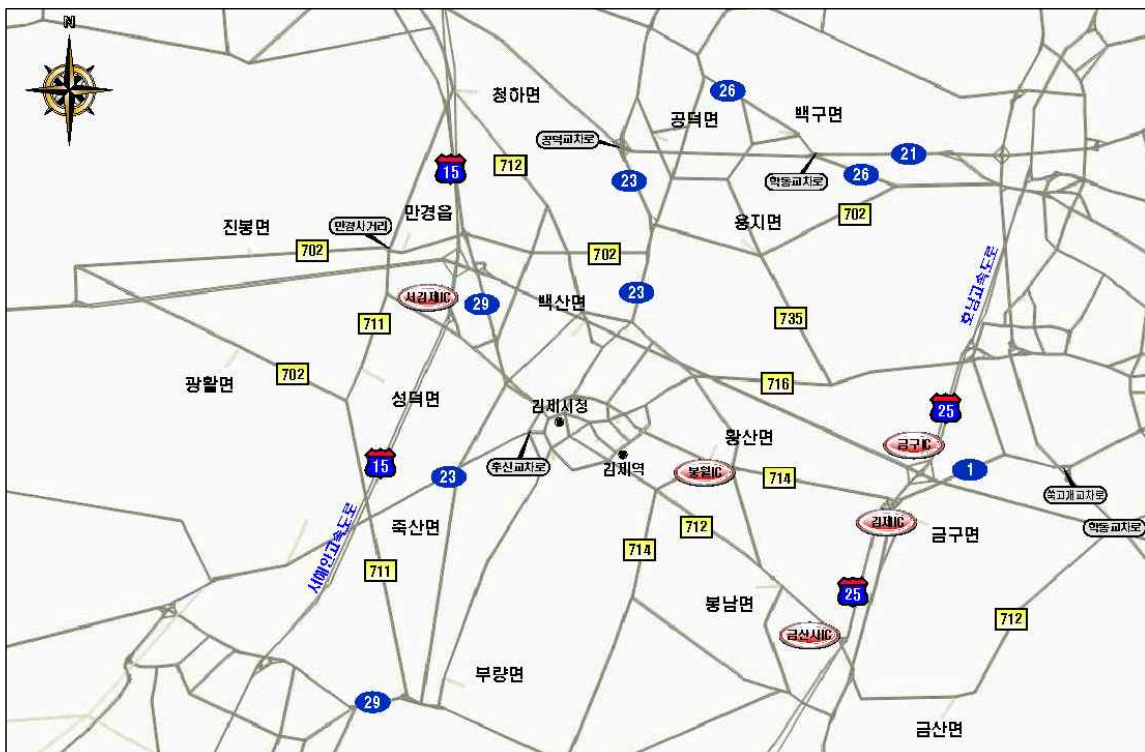 N
청하면
26
공덕면
백구면
공덕교차로
21
15
712
23
학동교차로
26
만경읍
진봉면
만경사거리
702
702
용지면
702
서김제IC
29
백산면
23
호남고속도로
711
735
광활면
702
성덕면
716
25
김제시청
황산면
금구IC
15
23
후신교차로
김제역
봉월IC
714
1
쑥고개교차로
712
김제IC
학동교차로
죽산면
714
금구면
서해안고속도로
711
봉남면
25
712
금산사IC
부량면
29
금산면